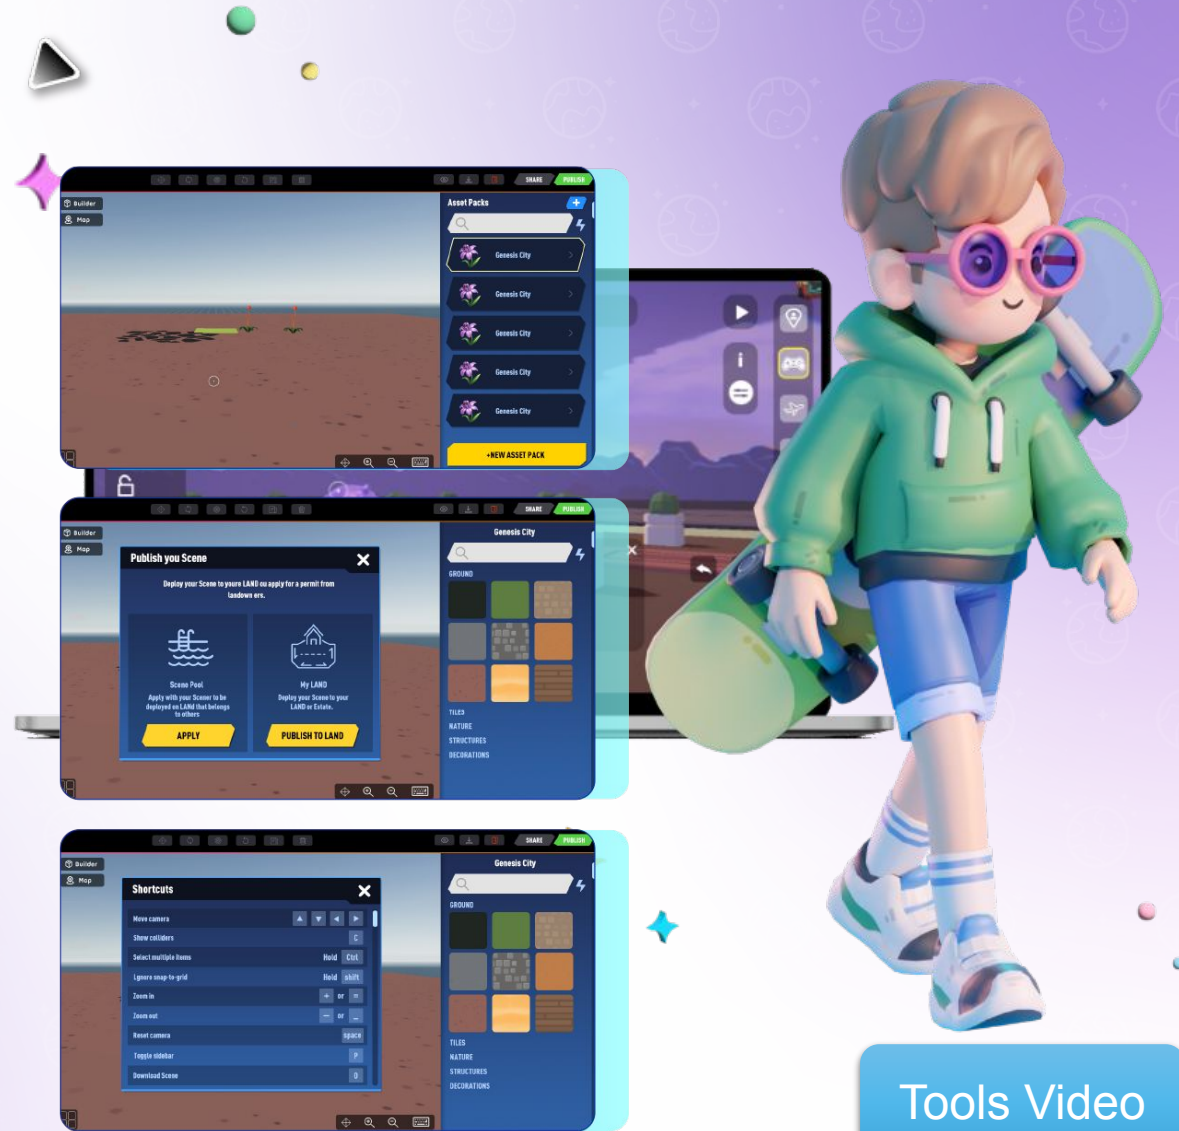 SHARE
PUBLISH
Builder
Map
Asset Packs
Genesis City
Genesis City
Genesis City
Genesis City
Genesis City
+NEW ASSET PACK
SHARE
PUBLISH
Builder
Map
Publish you Scene
Deploy your Scene to youre LAND ou apply for a permit from
landown ers.
Scene Pool
Apply with your Scener to be
deployed on LANd that belongs
to others
APPLY
My LAND
Deploy your Scene to your
LAND or Estate.
PUBLISH TO LAND
Genesis City
GROUND
TILES
NATURE
STRUCTURES
DECORATIONS
SHARE
PUBLISH
Builder
Map
Shortcuts
Move camera
Show colliders C
Select multiple items Hold Ctrl
Lgnore snap-to-grid Hold shift
Zoom in + or =
Zoom out – or _
Reset camera space
Toggle sidebar P
Download Scene
Genesis City
GROUND
TILES
NATURE
STRUCTURES
DECORATIONS
Tools Video